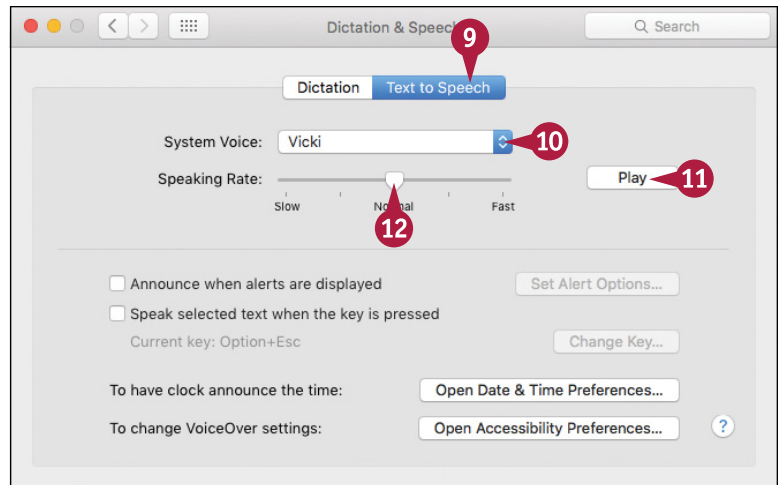 Dictation & Speech
Search
9
Dictation Text to Speech
System Voice: Vicki
10
Speaking Rate:
Play
11
Slow Normal Fast
12
Announce when alerts are displayed Set Alert Options...
Speak selected text when the key is pressed
Current key: Option+Esc Change Key...
To have clock announce the time: Open Date & Time Preferences...
To change VoiceOver settings: Open Accessibility Preferences... ?